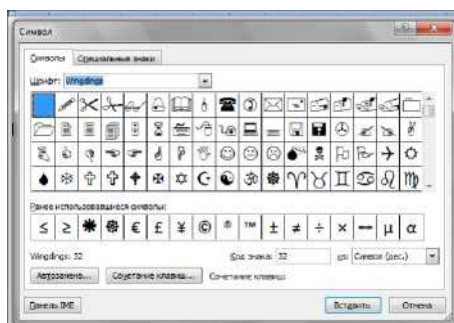 Символ
Символы Специальные знаки
Шрифт: Wingdings
Ранее использовавшиеся символы:
≤ ≥ € £ ¥ © ® ™ ± ≠ ÷ × µ α
Wingdings: 32 Код знака: 32 из: Символ (дес.)
Автозамена... Сочетание клавиш... Сочетание клавиш:
Панель IME Вставить Отмена